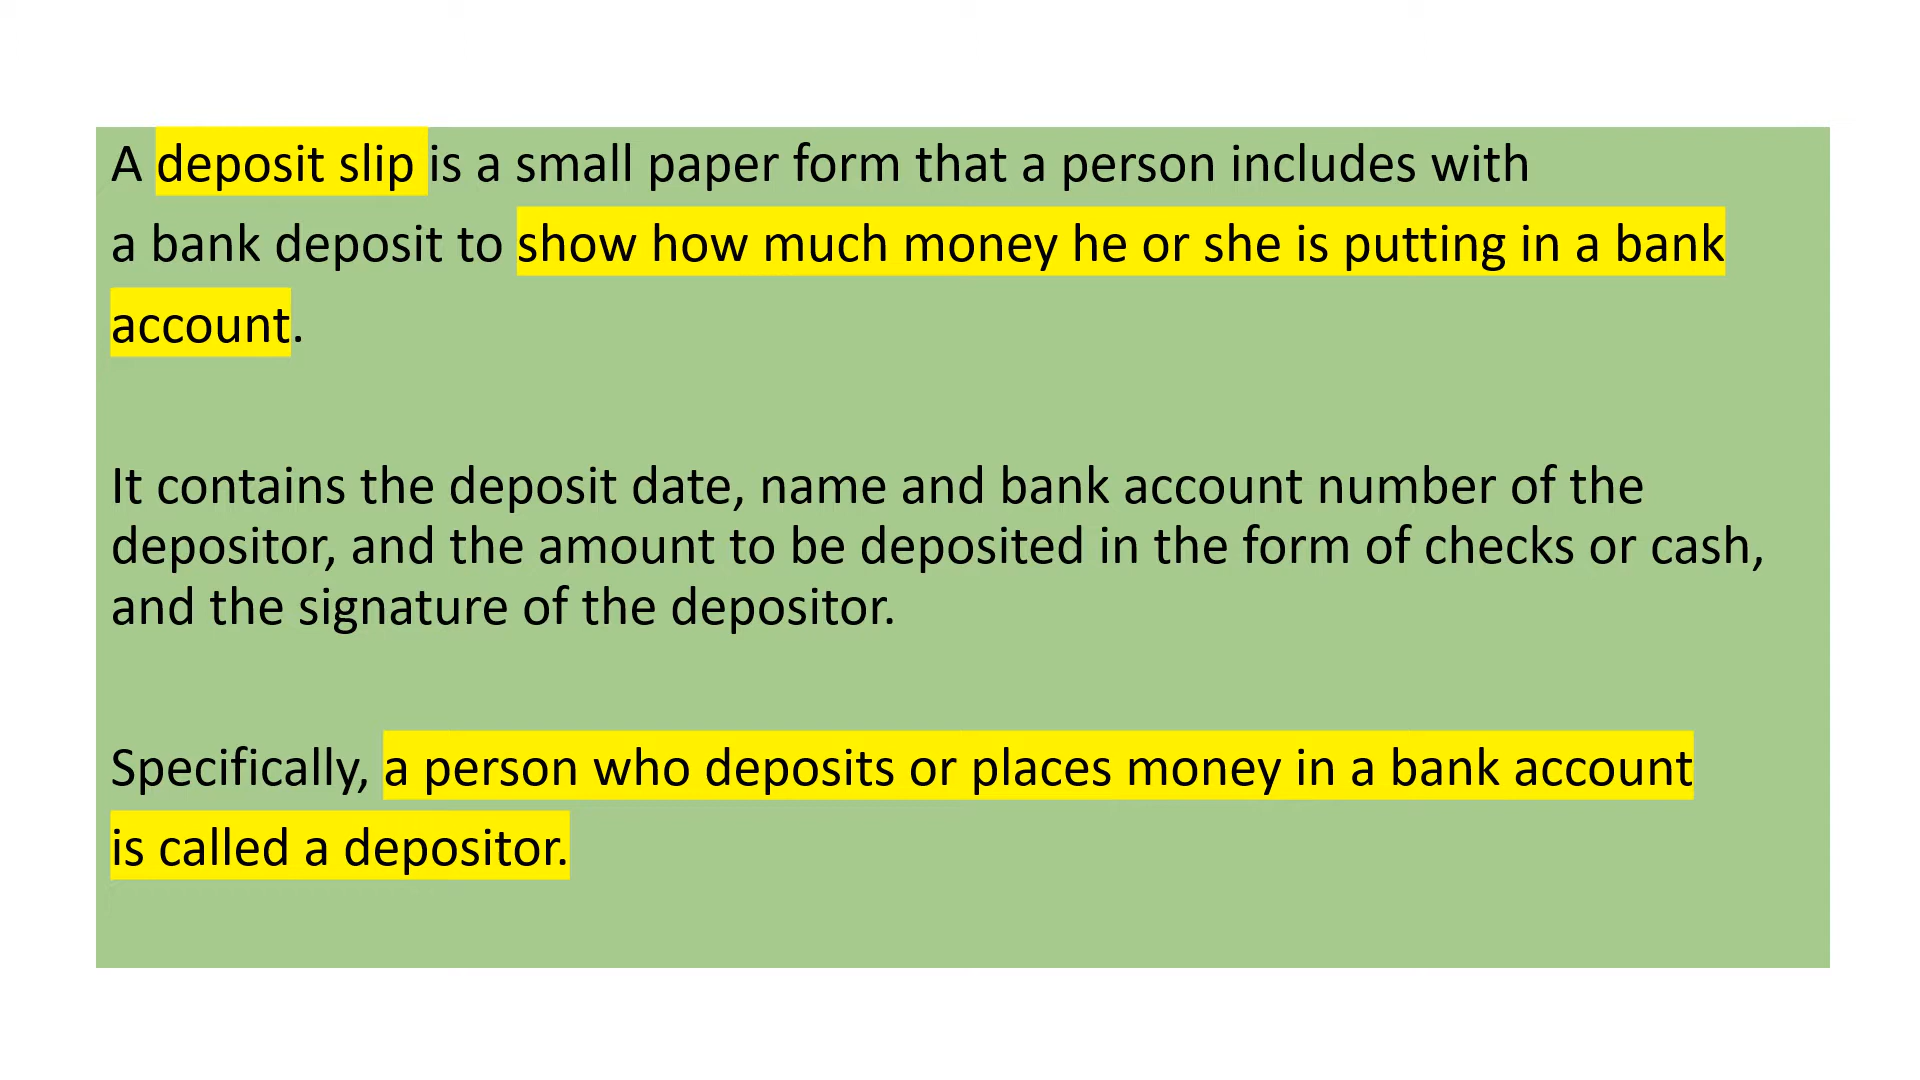 A deposit slip is a small paper form that a person includes with
a bank deposit to show how much money he or she is putting in a bank
account.
It contains the deposit date, name and bank account number of the
depositor, and the amount to be deposited in the form of checks or cash,
and the signature of the depositor.
Specifically, a person who deposits or places money in a bank account
is called a depositor.